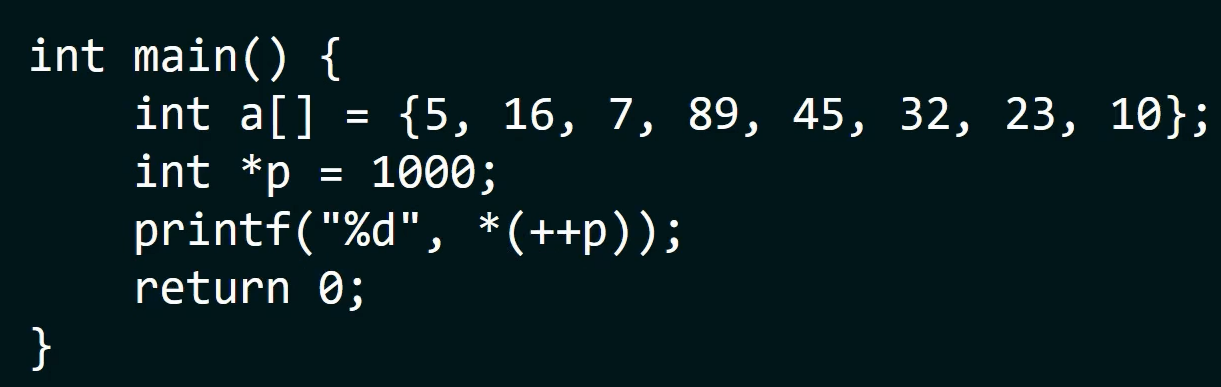 int main() {
    int a[] = {5, 16, 7, 89, 45, 32, 23, 10};
    int *p = 1000;
    printf("%d", *(++p));
    return 0;
}